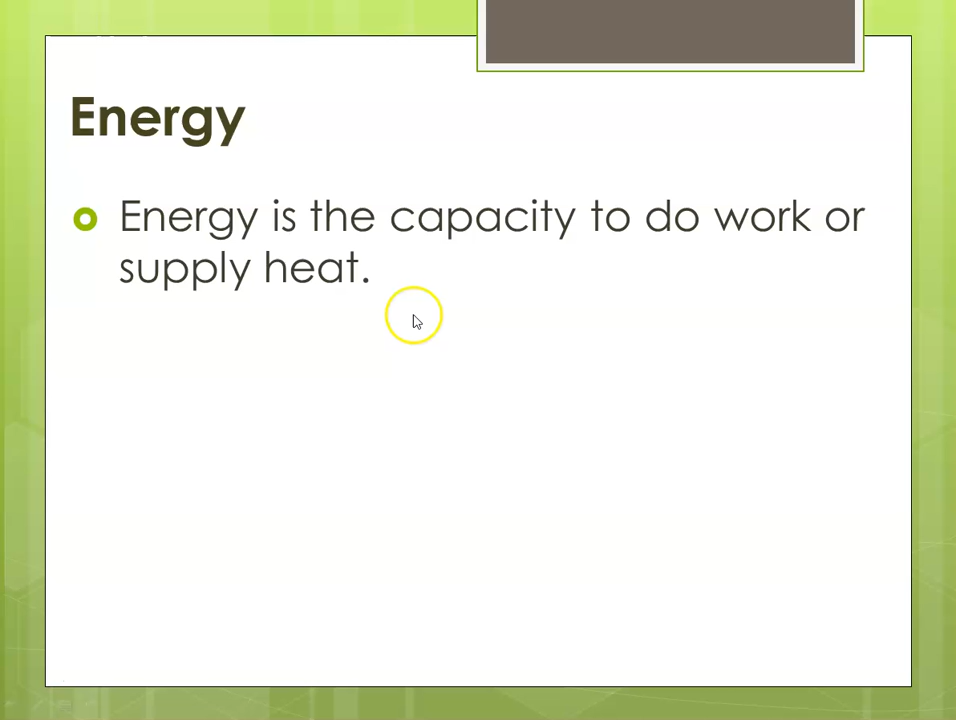 Energy
Energy is the capacity to do work or
supply heat.